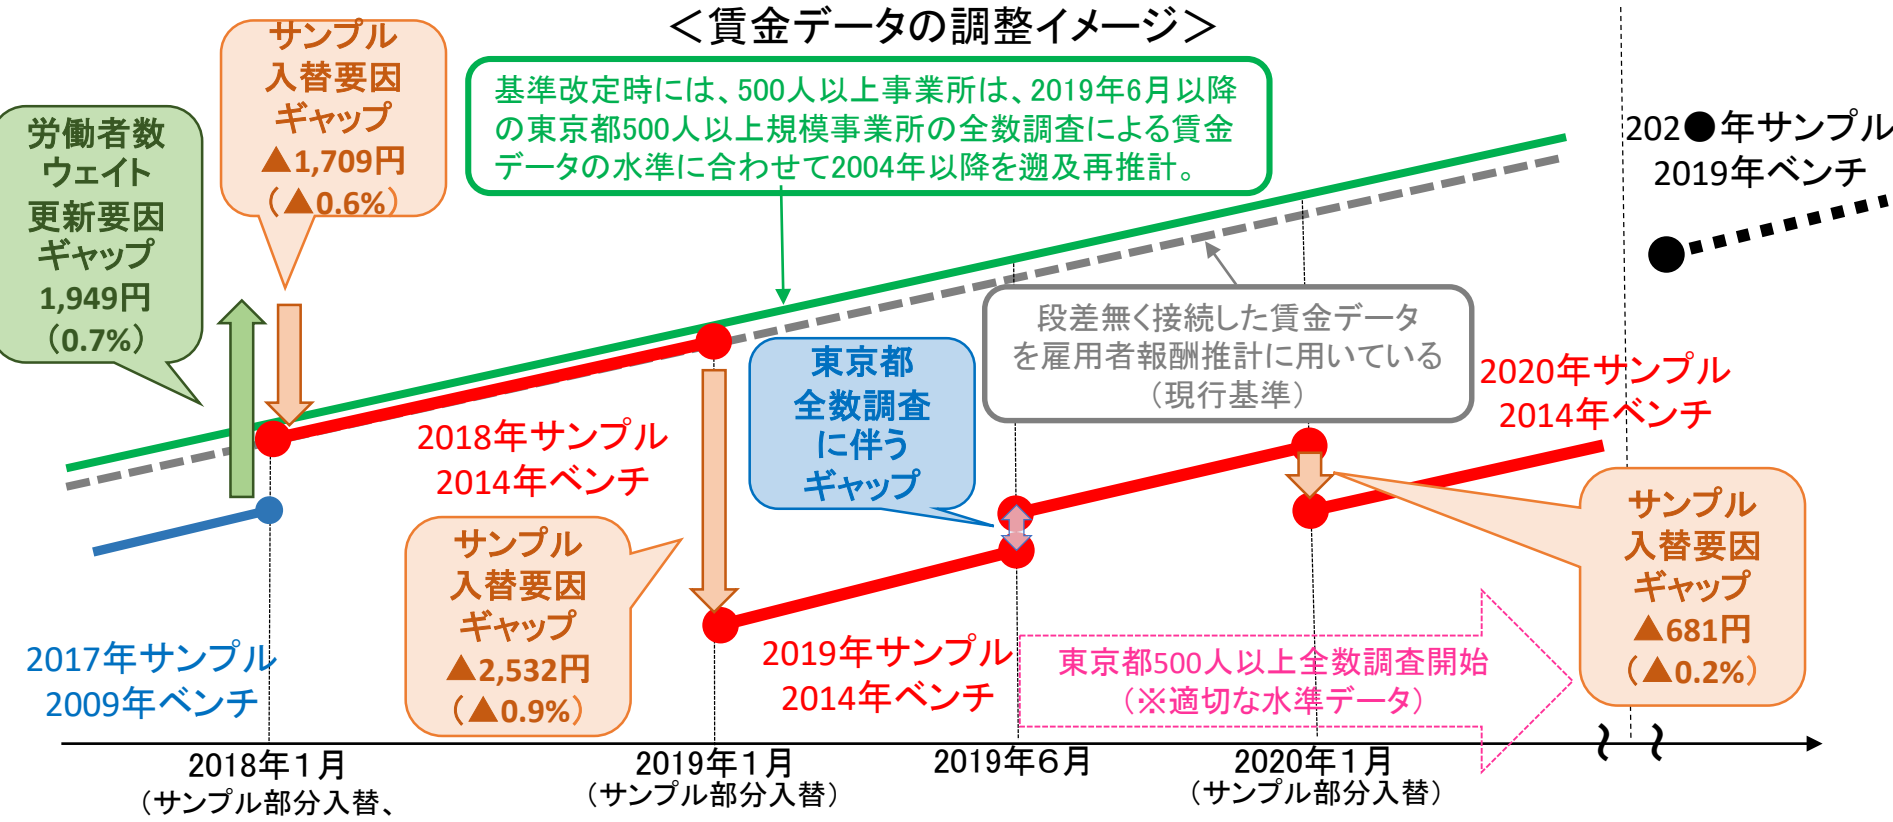 ＜賃金データの調整イメージ＞
サンプル
入替要因
ギャップ
▲1,709円
（▲0.6%）
基準改定時には、500人以上事業所は、2019年6月以降
の東京都500人以上規模事業所の全数調査による賃金
データの水準に合わせて2004年以降を遡及再推計。
労働者数
ウェイト
更新要因
ギャップ
1,949円
（0.7%）
202●年サンプル
2019年ベンチ
段差無く接続した賃金データ
を雇用者報酬推計に用いている
（現行基準）
東京都
全数調査
に伴う
ギャップ
2020年サンプル
2014年ベンチ
2018年サンプル
2014年ベンチ
サンプル
入替要因
ギャップ
▲2,532円
（▲0.9%）
サンプル
入替要因
ギャップ
▲681円
（▲0.2%）
2017年サンプル
2009年ベンチ
2019年サンプル
2014年ベンチ
東京都500人以上全数調査開始
（※適切な水準データ）
2018年１月
（サンプル部分入替、
2019年１月
（サンプル部分入替）
2019年６月
2020年１月
（サンプル部分入替）